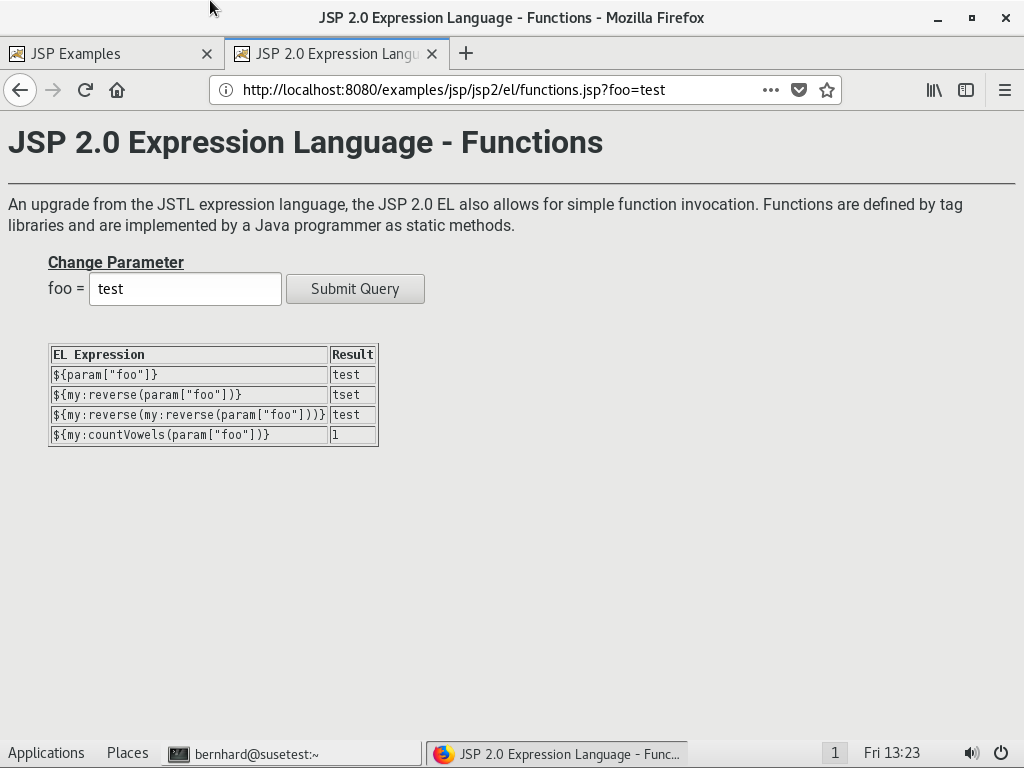 JSP 2.0 Expression Language - Functions - Mozilla Firefox
JSP Examples
JSP 2.0 Expression Langu
http://localhost:8080/examples/jsp/jsp2/el/functions.jsp?foo=test
JSP 2.0 Expression Language - Functions
An upgrade from the JSTL expression language, the JSP 2.0 EL also allows for simple function invocation. Functions are defined by tag
libraries and are implemented by a Java programmer as static methods.
Change Parameter
foo = test Submit Query
EL Expression Result
${param["foo"]} test
${my:reverse(param["foo"])} tset
${my:reverse(my:reverse(param["foo"]))} test
${my:countVowels(param["foo"])} 1
Applications Places bernhard@susetest:~ JSP 2.0 Expression Language - Func... 1 Fri 13:23